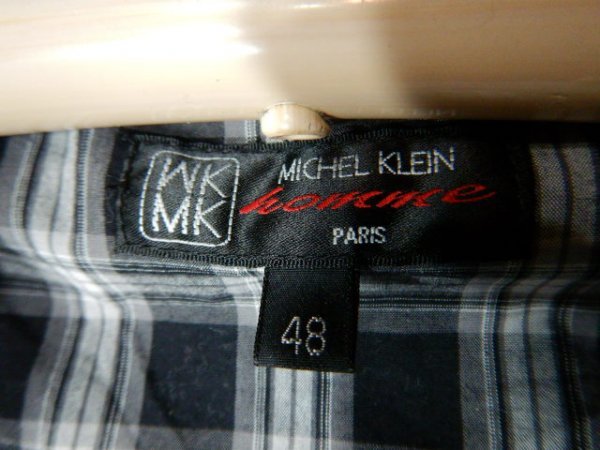 MK
MK
MICHEL KLEIN
homme
PARIS
48